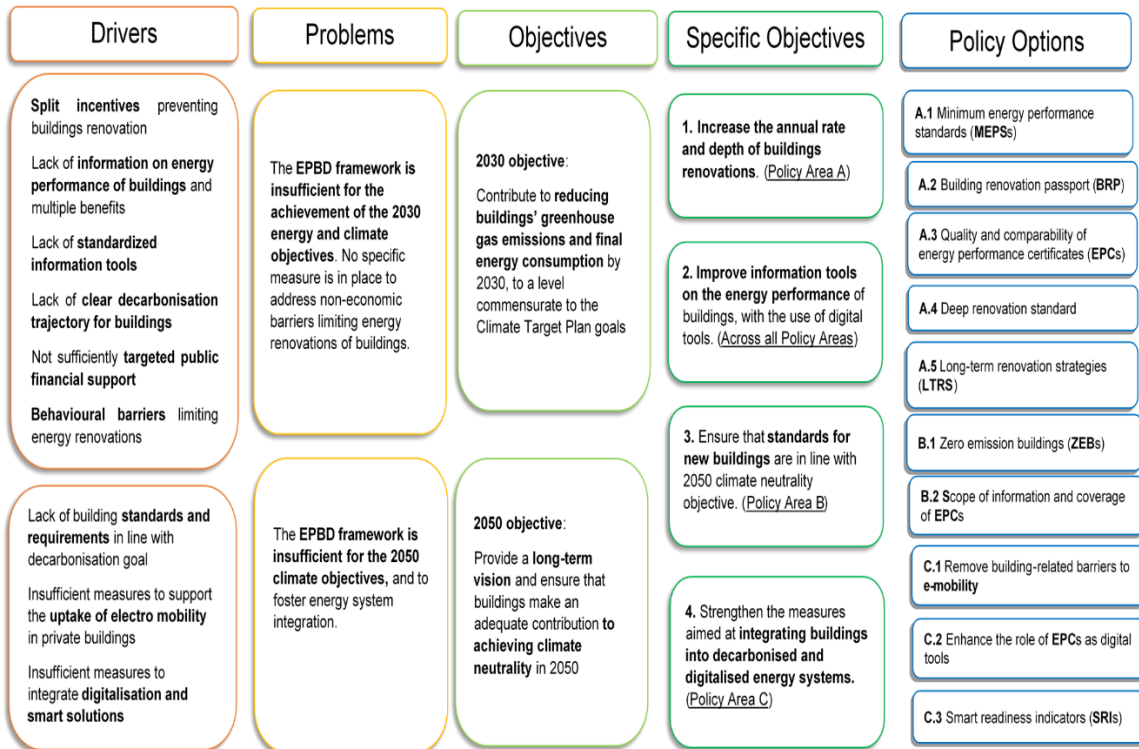 Drivers
Split incentives preventing
buildings renovation
Lack of information on energy
performance of buildings and
multiple benefits
Lack of standardized
information tools
Lack of clear decarbonisation
trajectory for buildings
Not sufficiently targeted public
financial support
Behavioural barriers limiting
energy renovations
Lack of building standards and
requirements in line with
decarbonisation goal
Insufficient measures to support
the uptake of electro mobility
in private buildings
Insufficient measures to
integrate digitalisation and
smart solutions
Problems
The EPBD framework is
insufficient for the
achievement of the 2030
energy and climate
objectives. No specific
measure is in place to
address non-economic
barriers limiting energy
renovations of buildings.
The EPBD framework is
insufficient for the 2050
climate objectives, and to
foster energy system
integration.
Objectives
2030 objective:
Contribute to reducing
buildings' greenhouse
gas emissions and final
energy consumption by
2030, to a level
commensurate to the
Climate Target Plan goals
2050 objective:
Provide a long-term
vision and ensure that
buildings make an
adequate contribution to
achieving climate
neutrality in 2050
Specific Objectives
1. Increase the annual rate
and depth of buildings
renovations. (Policy Area A)
2. Improve information tools
on the energy performance of
buildings, with the use of digital
tools. (Across all Policy Areas)
3. Ensure that standards for
new buildings are in line with
2050 climate neutrality
objective. (Policy Area B)
4. Strengthen the measures
aimed at integrating buildings
into decarbonised and
digitalised energy systems.
(Policy Area C)
Policy Options
A.1 Minimum energy performance
standards (MEPSs)
A.2 Building renovation passport (BRP)
A.3 Quality and comparability of
energy performance certificates (EPCs)
A.4 Deep renovation standard
A.5 Long-term renovation strategies
(LTRS)
B.1 Zero emission buildings (ZEBs)
B.2 Scope of information and coverage
of EPCs
C.1 Remove building-related barriers to
e-mobility
C.2 Enhance the role of EPCs as digital
tools
C.3 Smart readiness indicators (SRIs)